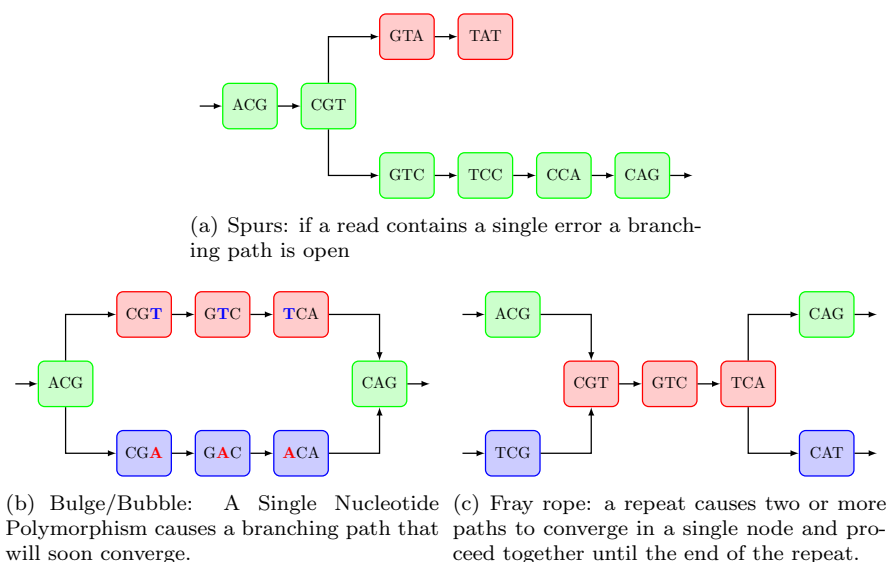 GTA TAT
ACG CGT
GTC TCC CCA CAG
(a) Spurs: if a read contains a single error a branch-
ing path is open
CGT GTC TCA
ACG CAG
CGA GAC ACA
(b) Bulge/Bubble: A Single Nucleotide
Polymorphism causes a branching path that
will soon converge.
ACG CAG
CGT GTC TCA
TCG CAT
(c) Fray rope: a repeat causes two or more
paths to converge in a single node and pro-
ceed together until the end of the repeat.